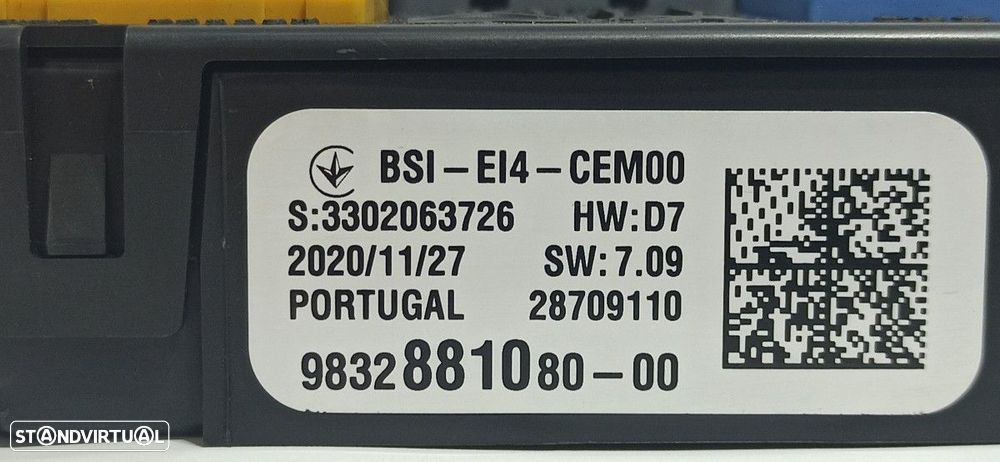 BSI-EI4-CEM00
S:3302063726 HW:D7
2020/11/27 SW:7.09
PORTUGAL 28709110
9832881080-00
STANDVIRTUAL